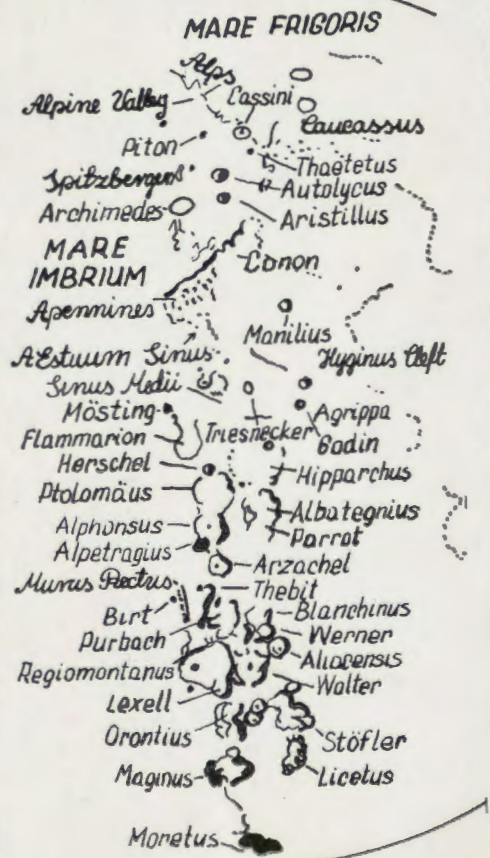 MARE FRIGORIS
Alps
Alpine Valley
Cassini
Caucassus
Piton
Thaetetus
Spitzbergens
Autolycus
Archimedes
Aristillus
MARE
IMBRIUM
Conon
Apennines
Manilius
AEstuum Sinus
Hyginus Cleft
Sinus Medii
Mösting
Agrippa
Flammarion
Triesnecker
Godin
Herschel
Hipparchus
Ptolomäus
Albategnius
Alphonsus
Parrot
Alpetragius
Arzachel
Murus Rectus
Thebit
Birt
Blanchinus
Purbach
Werner
Regiomontanus
Aliacensis
Walter
Lexell
Orontius
Stöfler
Maginus
Licetus
Moretus